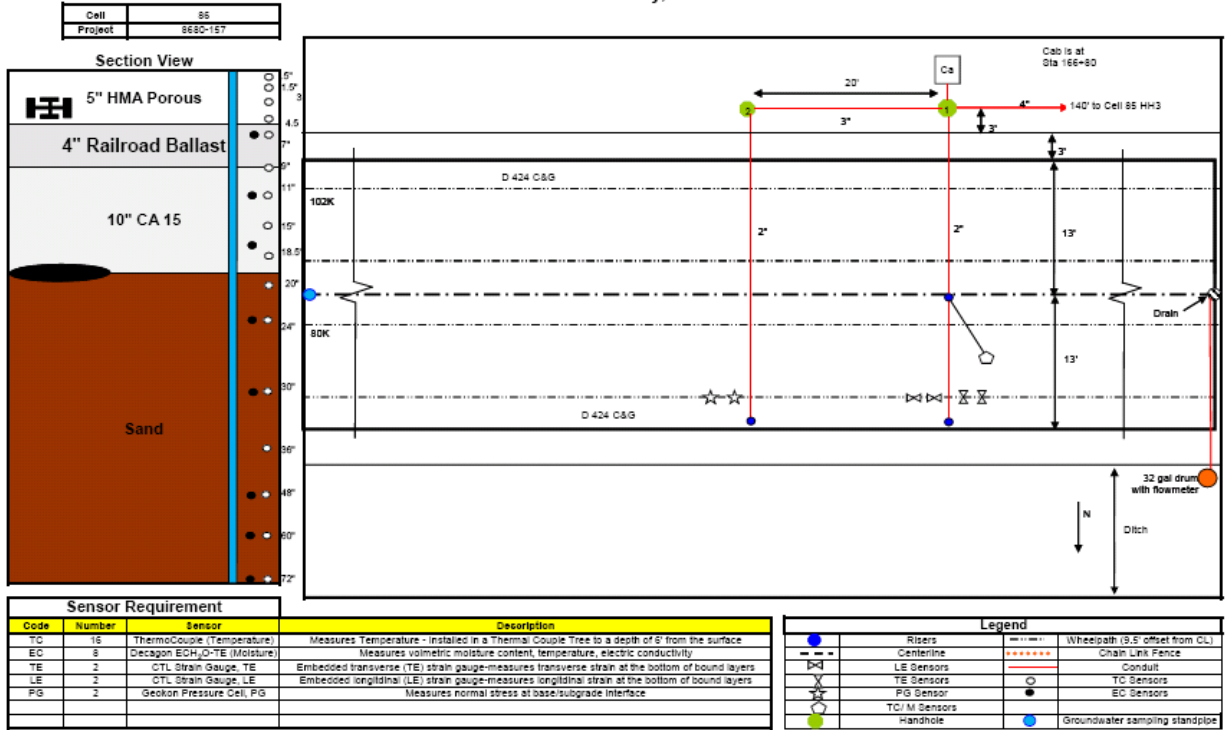 Cell 86
Project 8680-157
Section View
5" HMA Porous
4" Railroad Ballast
10" CA 15
Sand
.5"
1.5"
3
4.5
7"
9"
11"
15"
18.5"
20"
24"
30"
36"
48"
60"
72"
Cab is at
Sta 166+80
Ca
20'
2
1
4"
140' to Cell 85 HH3
3"
3'
3'
D 424 C&G
102K
2"
2"
13'
Drain
80K
13'
D 424 C&G
32 gal drum
with flowmeter
N
Ditch
Sensor Requirement
Code Number Sensor Description
TC 16 ThermoCouple (Temperature) Measures Temperature - Installed in a Thermal Couple Tree to a depth of 6' from the surface
EC 8 Decagon ECH₂O-TE (Moisture) Measures volmetric moisture content, temperature, electric conductivity
TE 2 CTL Strain Gauge, TE Embedded transverse (TE) strain gauge-measures transverse strain at the bottom of bound layers
LE 2 CTL Strain Gauge, LE Embedded longitidinal (LE) strain gauge-measures longitudinal strain at the bottom of bound layers
PG 2 Geokon Pressure Cell, PG Measures normal stress at base/subgrade interface
Legend
Risers Wheelpath (9.5' offset from CL)
Centerline Chain Link Fence
LE Sensors Conduit
TE Sensors TC Sensors
PG Sensor EC Sensors
TC/ M Sensors
Handhole Groundwater sampling standpipe